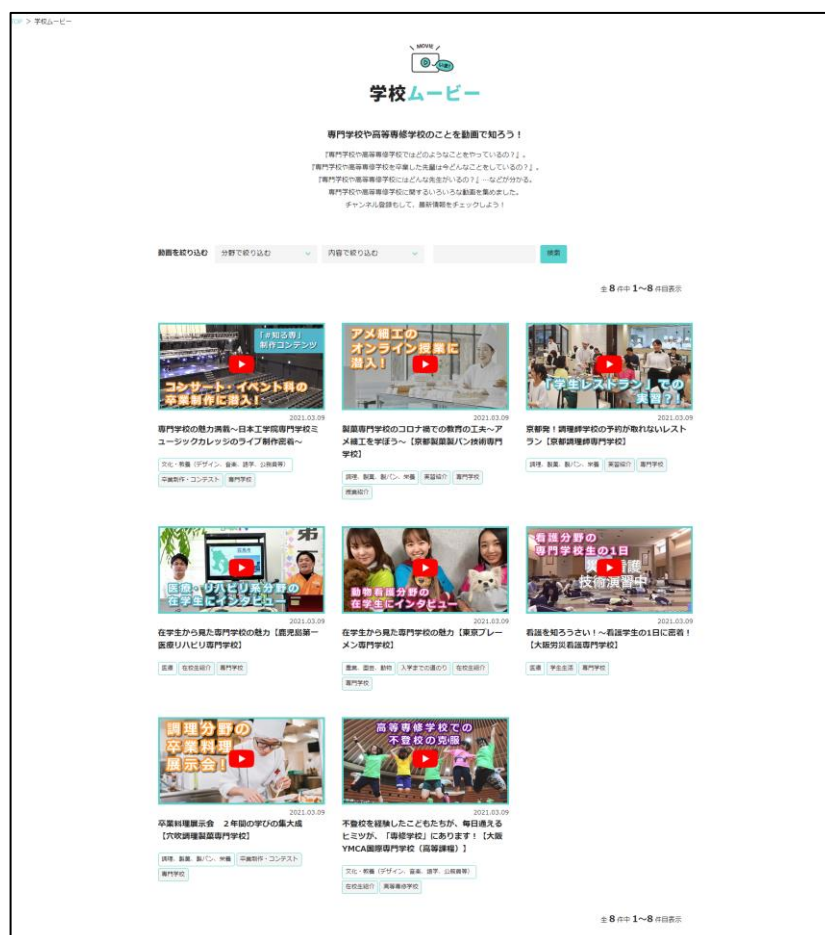 TOP > 学校ムービー
MOVIE
学校ムービー
専門学校や高等専修学校のことを動画で知ろう！
『専門学校や高等専修学校ではどのようなことをやっているの？』。
『専門学校や高等専修学校を卒業した先輩は今どんなことをしているの？』。
『専門学校や高等専修学校にはどんな先生がいるの？』…などが分かる。
専門学校や高等専修学校に関するいろいろな動画を集めました。
チャンネル登録もして、最新情報をチェックしよう！
動画を絞り込む 分野で絞り込む 内容で絞り込む 検索
全 8 件中 1～8 件目表示
「#知る専」
制作コンテンツ
コンサート・イベント科の
卒業制作に潜入！
2021.03.09
専門学校の魅力満載～日本工学院専門学校ミ
ュージックカレッジのライブ制作密着～
文化・教養（デザイン、音楽、語学、公務員等）
卒業制作・コンテスト 専門学校
アメ細工の
オンライン授業に
潜入！
2021.03.09
製菓専門学校のコロナ禍での教育の工夫～ア
メ細工を学ぼう～【京都製菓製パン技術専門
学校】
調理、製菓、製パン、栄養 実習紹介 専門学校
授業紹介
「学生レストラン」での
実習？！
2021.03.09
京都発！調理師学校の予約が取れないレスト
ラン【京都調理師専門学校】
調理、製菓、製パン、栄養 実習紹介 専門学校
医療・リハビリ系分野の
在学生にインタビュー
2021.03.09
在学生から見た専門学校の魅力【鹿児島第一
医療リハビリ専門学校】
医療 在校生紹介 専門学校
動物看護分野の
在学生にインタビュー
2021.03.09
在学生から見た専門学校の魅力【東京ブレー
メン専門学校】
農業、園芸、動物 入学までの道のり 在校生紹介
専門学校
看護分野の
専門学校生の1日
災害看護
技術演習中
2021.03.09
看護を知ろうさい！～看護学生の1日に密着！
【大阪労災看護専門学校】
医療 学生生活 専門学校
調理分野の
卒業料理
展示会！
2021.03.09
卒業料理展示会 ２年間の学びの集大成
【穴吹調理製菓専門学校】
調理、製菓、製パン、栄養 卒業制作・コンテスト
専門学校
高等専修学校での
不登校の克服
2021.03.09
不登校を経験したこどもたちが、毎日通える
ヒミツが、「専修学校」にあります！【大阪
YMCA国際専門学校（高等課程）】
文化・教養（デザイン、音楽、語学、公務員等）
在校生紹介 高等専修学校
全 8 件中 1～8 件目表示